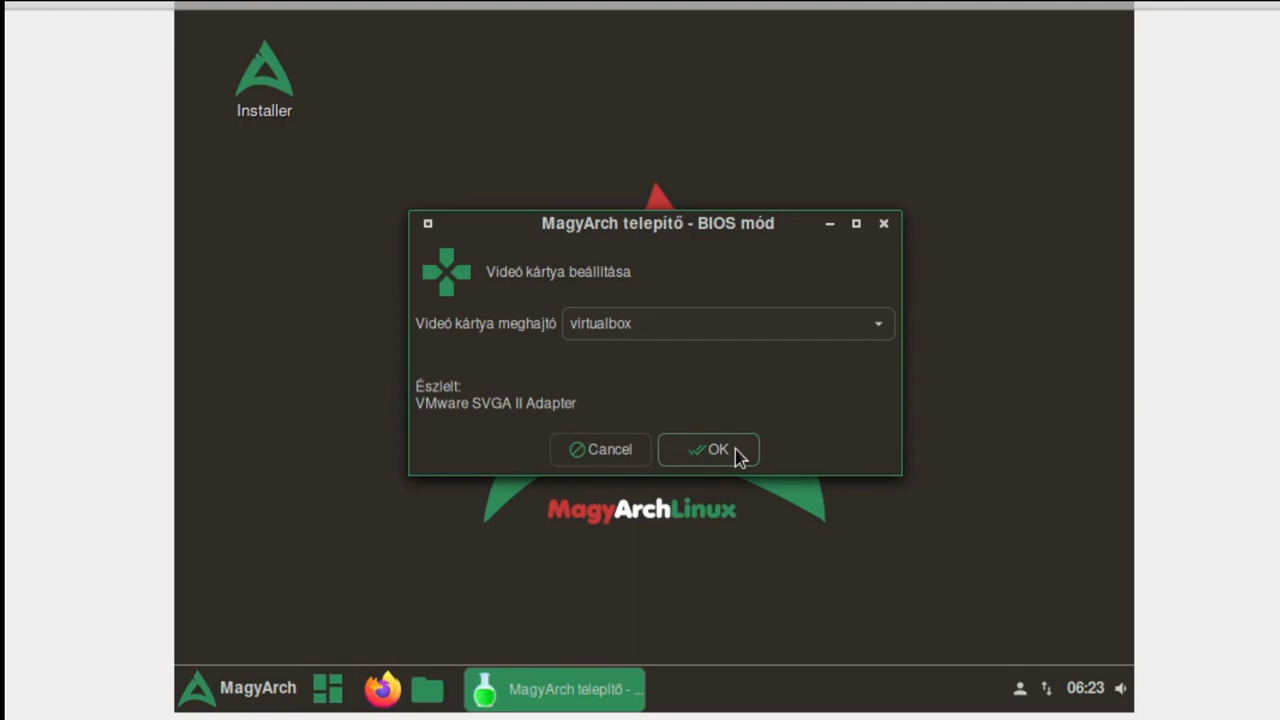 Installer
MagyArch telepítő - BIOS mód
Videó kártya beállítása
Videó kártya meghajtó virtualbox
Észlelt:
VMware SVGA II Adapter
Cancel OK
MagyArchLinux
MagyArch MagyArch telepítő - ... 06:23